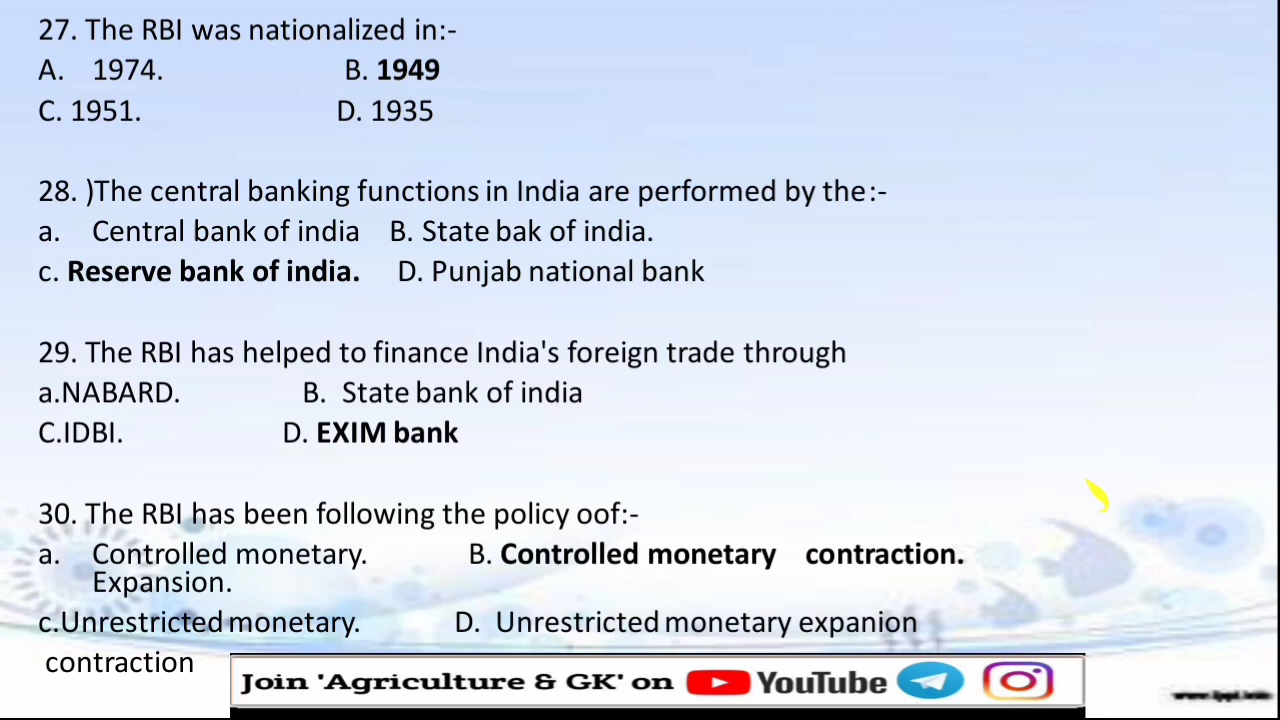 27. The RBI was nationalized in:-
A. 1974. B. 1949
C. 1951. D. 1935
28. )The central banking functions in India are performed by the:-
a. Central bank of india B. State bak of india.
c. Reserve bank of india. D. Punjab national bank
29. The RBI has helped to finance India's foreign trade through
a.NABARD. B. State bank of india
C.IDBI. D. EXIM bank
30. The RBI has been following the policy oof:-
a. Controlled monetary. B. Controlled monetary contraction.
Expansion.
c.Unrestricted monetary. D. Unrestricted monetary expanion
contraction
Join 'Agriculture & GK' on YouTube